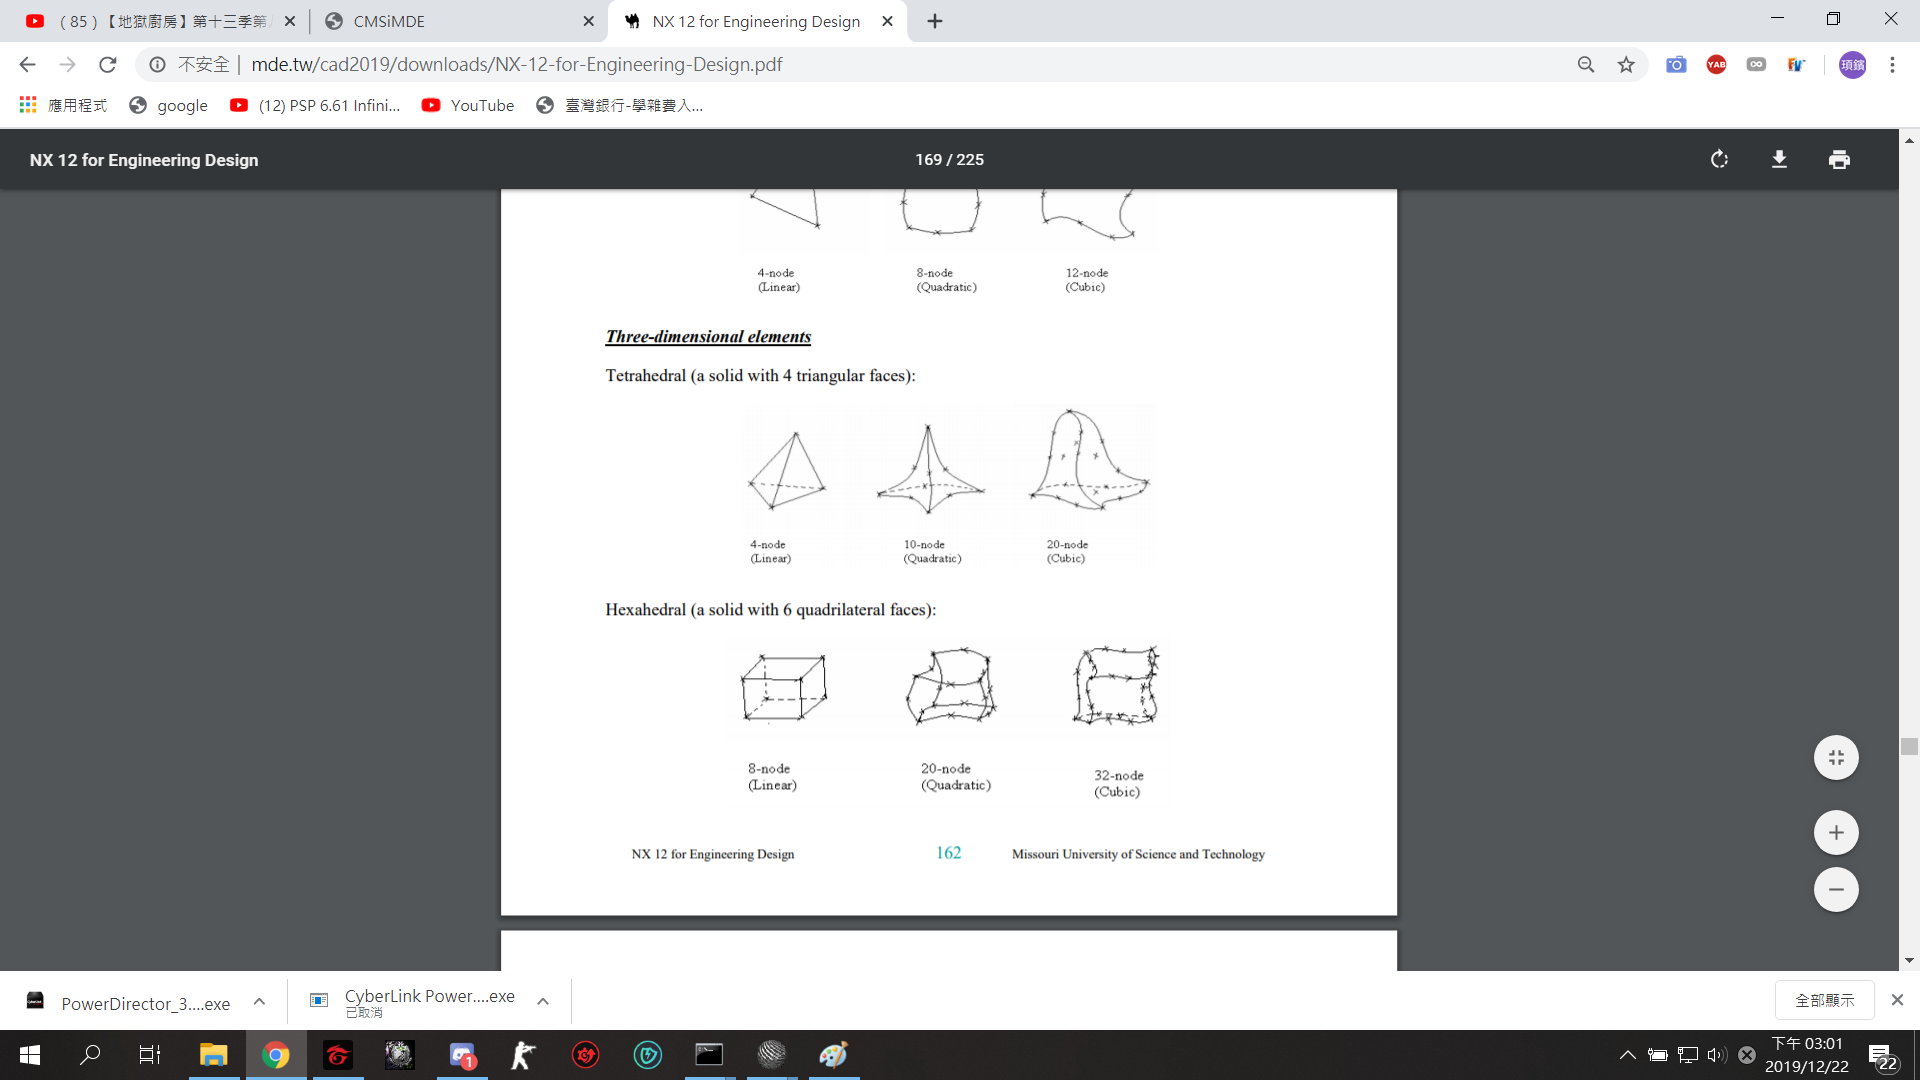 (85)【地獄廚房】第十三季第
CMSiMDE
NX 12 for Engineering Design
不安全 | mde.tw/cad2019/downloads/NX-12-for-Engineering-Design.pdf
YAB
頊鑌
應用程式
google
(12) PSP 6.61 Infini...
YouTube
臺灣銀行-學雜費入...
NX 12 for Engineering Design
169 / 225
4-node
(Linear)
8-node
(Quadratic)
12-node
(Cubic)
Three-dimensional elements
Tetrahedral (a solid with 4 triangular faces):
4-node
(Linear)
10-node
(Quadratic)
20-node
(Cubic)
Hexahedral (a solid with 6 quadrilateral faces):
8-node
(Linear)
20-node
(Quadratic)
32-node
(Cubic)
NX 12 for Engineering Design
162
Missouri University of Science and Technology
PowerDirector_3....exe
CyberLink Power....exe
已取消
全部顯示
1
下午 03:01
2019/12/22
22